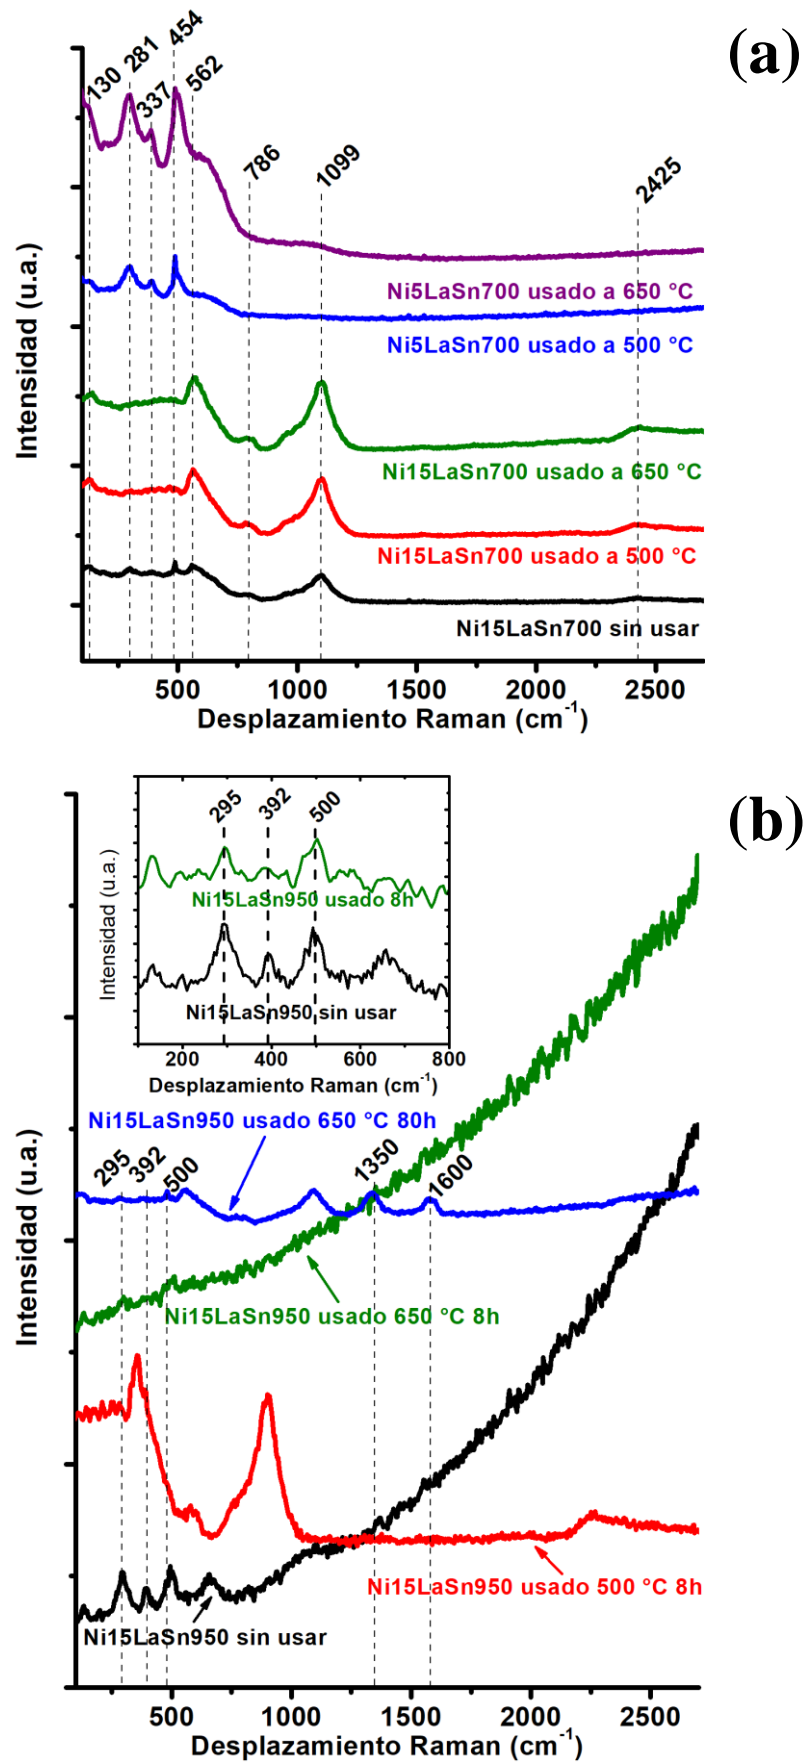 (a)
454
281
562
130
337
786
1099
2425
Intensidad (u.a.)
Ni5LaSn700 usado a 650 °C
Ni5LaSn700 usado a 500 °C
Ni15LaSn700 usado a 650 °C
Ni15LaSn700 usado a 500 °C
Ni15LaSn700 sin usar
500 1000 1500 2000 2500
Desplazamiento Raman (cm-1)
(b)
295 392 500
Intensidad (u.a.)
Ni15LaSn950 usado 8h
Ni15LaSn950 sin usar
200 400 600 800
Desplazamiento Raman (cm-1)
Ni15LaSn950 usado 650 °C 80h
295 392 500 1350 1600
Intensidad (u.a.)
Ni15LaSn950 usado 650 °C 8h
Ni15LaSn950 usado 500 °C 8h
Ni15LaSn950 sin usar
500 1000 1500 2000 2500
Desplazamiento Raman (cm-1)